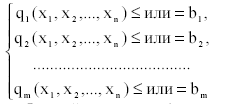 q₁(x₁, x₂,..., xₙ) ≤ или = b₁,
q₂(x₁, x₂,..., xₙ) ≤ или = b₂,
....................................
qₘ(x₁, x₂,..., xₙ) ≤ или = bₘ